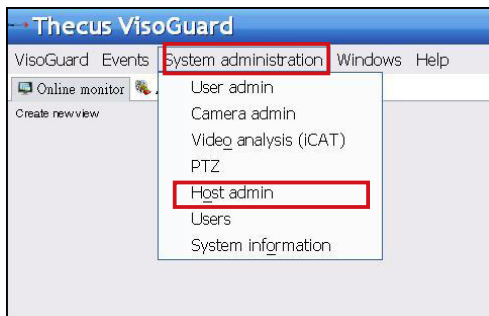 Thecus VisoGuard
VisoGuard Events System administration Windows Help
Online monitor
Create new view
User admin
Camera admin
Video analysis (iCAT)
PTZ
Host admin
Users
System information